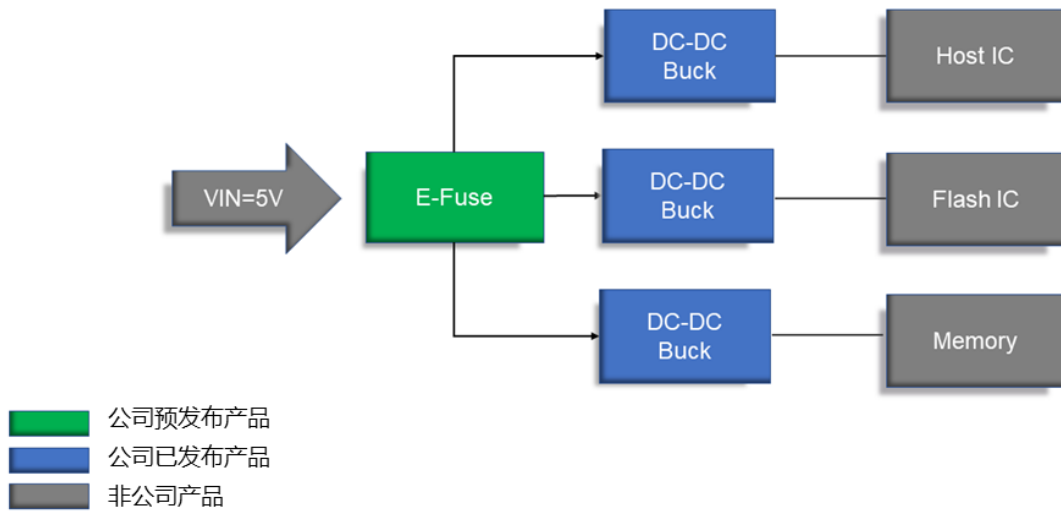 DC-DC
Buck
Host IC
VIN=5V
E-Fuse
DC-DC
Buck
Flash IC
DC-DC
Buck
Memory
公司预发布产品
公司已发布产品
非公司产品